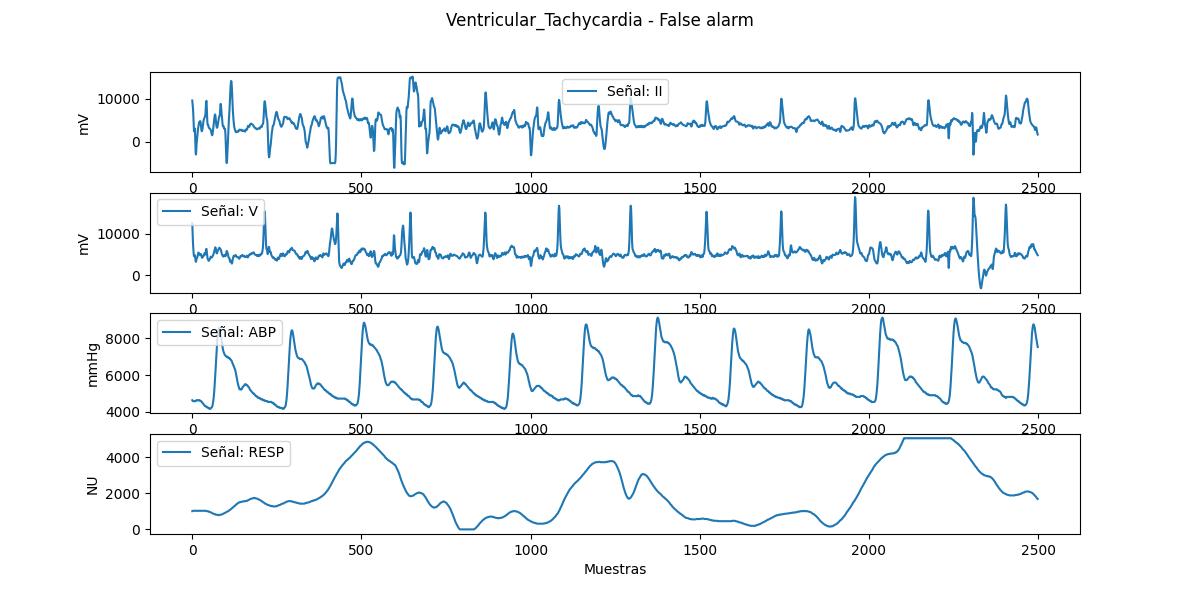 Ventricular_Tachycardia - False alarm
10000
0
mV
Señal: II
0 500 1000 1500 2000 2500
10000
0
mV
Señal: V
0 500 1000 1500 2000 2500
8000
6000
4000
mmHg
Señal: ABP
0 500 1000 1500 2000 2500
4000
2000
0
NU
Señal: RESP
0 500 1000 1500 2000 2500
Muestras